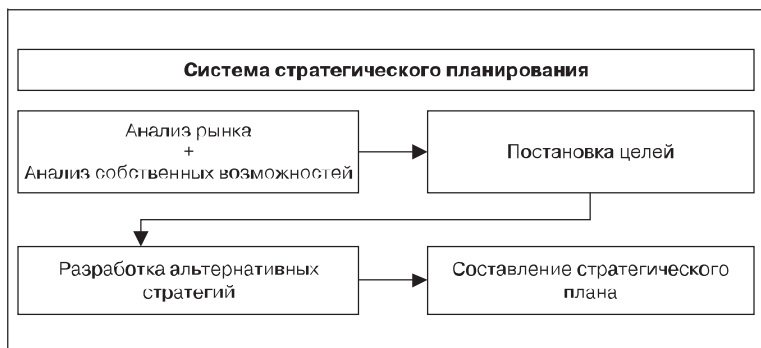 Система стратегического планирования
Анализ рынка
+
Анализ собственных возможностей
Постановка целей
Разработка альтернативных
стратегий
Составление стратегического
плана